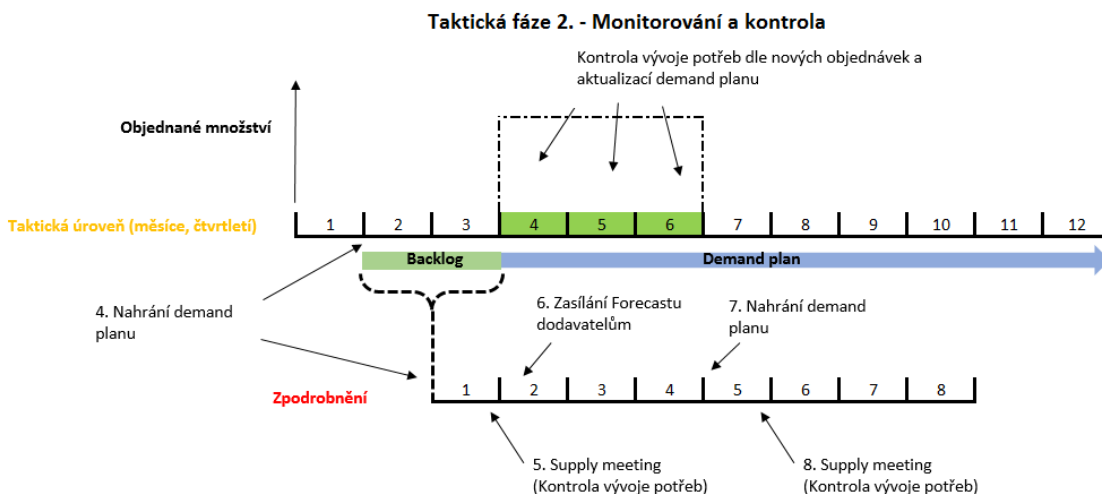 Taktická fáze 2. - Monitorování a kontrola
Kontrola vývoje potřeb dle nových objednávek a
aktualizací demand planu
Objednané množství
Taktická úroveň (měsíce, čtvrtletí)
1 2 3 4 5 6 7 8 9 10 11 12
Backlog Demand plan
4. Nahrání demand
planu
6. Zasílání Forecastu
dodavatelům
7. Nahrání demand
planu
Zpodrobnění
1 2 3 4 5 6 7 8
5. Supply meeting
(Kontrola vývoje potřeb)
8. Supply meeting
(Kontrola vývoje potřeb)